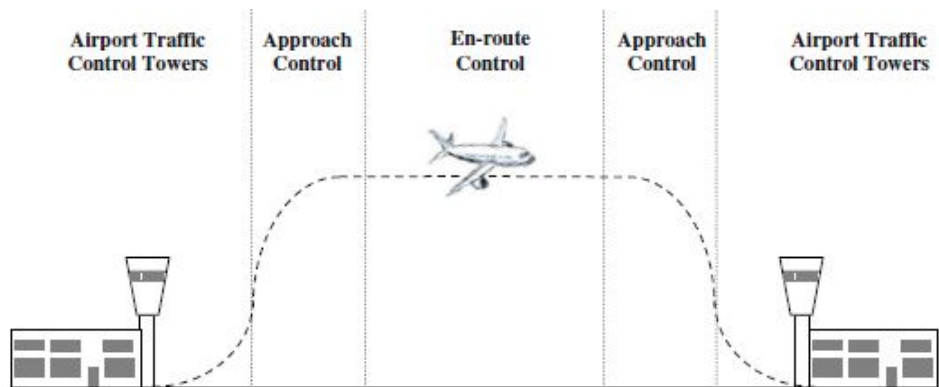 Airport Traffic
Control Towers
Approach
Control
En-route
Control
Approach
Control
Airport Traffic
Control Towers